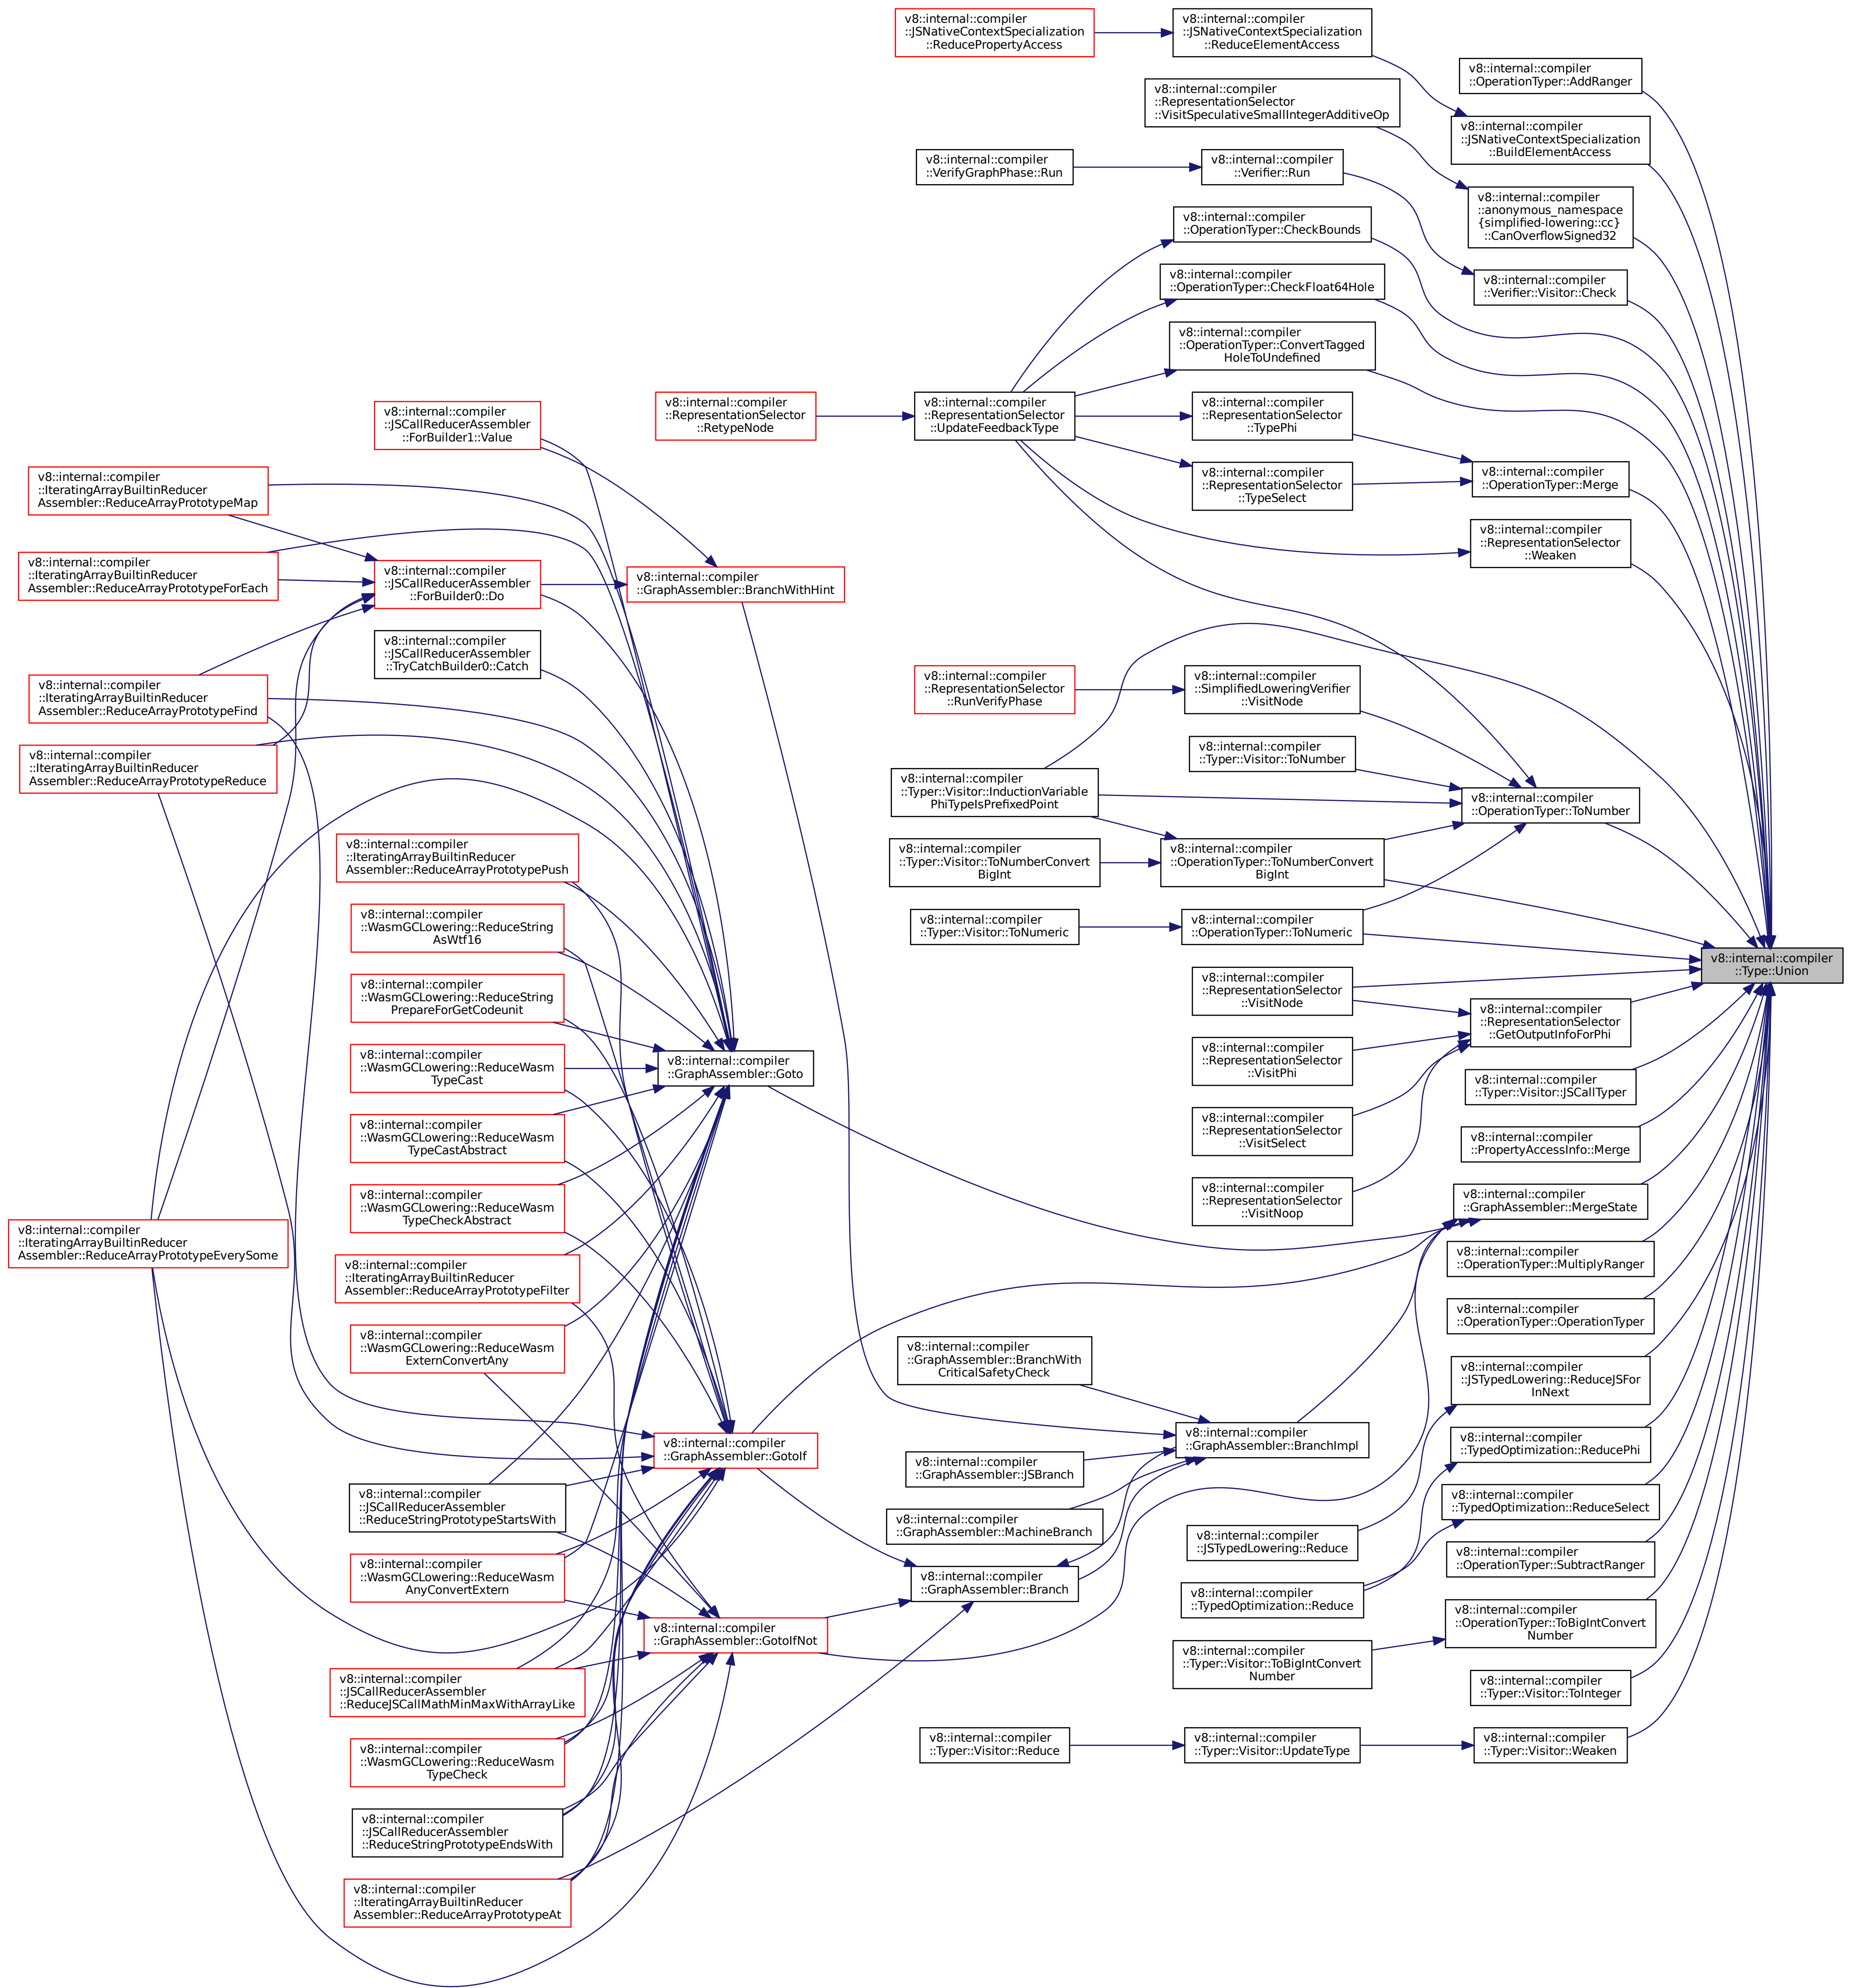 v8::internal::compiler
::JSNativeContextSpecialization
::ReducePropertyAccess
v8::internal::compiler
::JSNativeContextSpecialization
::ReduceElementAccess
v8::internal::compiler
::OperationTyper::AddRanger
v8::internal::compiler
::RepresentationSelector
::VisitSpeculativeSmallIntegerAdditiveOp
v8::internal::compiler
::JSNativeContextSpecialization
::BuildElementAccess
v8::internal::compiler
::VerifyGraphPhase::Run
v8::internal::compiler
::Verifier::Run
v8::internal::compiler
::anonymous_namespace
{simplified-lowering::cc}
::CanOverflowSigned32
v8::internal::compiler
::OperationTyper::CheckBounds
v8::internal::compiler
::Verifier::Visitor::Check
v8::internal::compiler
::OperationTyper::CheckFloat64Hole
v8::internal::compiler
::OperationTyper::ConvertTagged
HoleToUndefined
v8::internal::compiler
::JSCallReducerAssembler
::ForBuilder1::Value
v8::internal::compiler
::RepresentationSelector
::RetypeNode
v8::internal::compiler
::RepresentationSelector
::UpdateFeedbackType
v8::internal::compiler
::RepresentationSelector
::TypePhi
v8::internal::compiler
::RepresentationSelector
::TypeSelect
v8::internal::compiler
::OperationTyper::Merge
v8::internal::compiler
::IteratingArrayBuiltinReducer
Assembler::ReduceArrayPrototypeMap
v8::internal::compiler
::RepresentationSelector
::Weaken
v8::internal::compiler
::IteratingArrayBuiltinReducer
Assembler::ReduceArrayPrototypeForEach
v8::internal::compiler
::JSCallReducerAssembler
::ForBuilder0::Do
v8::internal::compiler
::GraphAssembler::BranchWithHint
v8::internal::compiler
::JSCallReducerAssembler
::TryCatchBuilder0::Catch
v8::internal::compiler
::IteratingArrayBuiltinReducer
Assembler::ReduceArrayPrototypeFind
v8::internal::compiler
::RepresentationSelector
::RunVerifyPhase
v8::internal::compiler
::SimplifiedLoweringVerifier
::VisitNode
v8::internal::compiler
::IteratingArrayBuiltinReducer
Assembler::ReduceArrayPrototypeReduce
v8::internal::compiler
::Typer::Visitor::ToNumber
v8::internal::compiler
::Typer::Visitor::InductionVariable
PhiTypeIsPrefixedPoint
v8::internal::compiler
::OperationTyper::ToNumber
v8::internal::compiler
::IteratingArrayBuiltinReducer
Assembler::ReduceArrayPrototypePush
v8::internal::compiler
::Typer::Visitor::ToNumberConvert
BigInt
v8::internal::compiler
::OperationTyper::ToNumberConvert
BigInt
v8::internal::compiler
::WasmGCLowering::ReduceString
AsWtf16
v8::internal::compiler
::Typer::Visitor::ToNumeric
v8::internal::compiler
::OperationTyper::ToNumeric
v8::internal::compiler
::Type::Union
v8::internal::compiler
::WasmGCLowering::ReduceString
PrepareForGetCodeunit
v8::internal::compiler
::RepresentationSelector
::VisitNode
v8::internal::compiler
::RepresentationSelector
::GetOutputInfoForPhi
v8::internal::compiler
::WasmGCLowering::ReduceWasm
TypeCast
v8::internal::compiler
::GraphAssembler::Goto
v8::internal::compiler
::RepresentationSelector
::VisitPhi
v8::internal::compiler
::Typer::Visitor::JSCallTyper
v8::internal::compiler
::WasmGCLowering::ReduceWasm
TypeCastAbstract
v8::internal::compiler
::RepresentationSelector
::VisitSelect
v8::internal::compiler
::PropertyAccessInfo::Merge
v8::internal::compiler
::WasmGCLowering::ReduceWasm
TypeCheckAbstract
v8::internal::compiler
::RepresentationSelector
::VisitNoop
v8::internal::compiler
::GraphAssembler::MergeState
v8::internal::compiler
::IteratingArrayBuiltinReducer
Assembler::ReduceArrayPrototypeEverySome
v8::internal::compiler
::IteratingArrayBuiltinReducer
Assembler::ReduceArrayPrototypeFilter
v8::internal::compiler
::OperationTyper::MultiplyRanger
v8::internal::compiler
::OperationTyper::OperationTyper
v8::internal::compiler
::WasmGCLowering::ReduceWasm
ExternConvertAny
v8::internal::compiler
::GraphAssembler::BranchWith
CriticalSafetyCheck
v8::internal::compiler
::JSTypedLowering::ReduceJSFor
InNext
v8::internal::compiler
::GraphAssembler::GotoIf
v8::internal::compiler
::GraphAssembler::BranchImpl
v8::internal::compiler
::TypedOptimization::ReducePhi
v8::internal::compiler
::GraphAssembler::JSBranch
v8::internal::compiler
::JSCallReducerAssembler
::ReduceStringPrototypeStartsWith
v8::internal::compiler
::GraphAssembler::MachineBranch
v8::internal::compiler
::TypedOptimization::ReduceSelect
v8::internal::compiler
::JSTypedLowering::Reduce
v8::internal::compiler
::OperationTyper::SubtractRanger
v8::internal::compiler
::WasmGCLowering::ReduceWasm
AnyConvertExtern
v8::internal::compiler
::GraphAssembler::Branch
v8::internal::compiler
::TypedOptimization::Reduce
v8::internal::compiler
::GraphAssembler::GotoIfNot
v8::internal::compiler
::OperationTyper::ToBigIntConvert
Number
v8::internal::compiler
::Typer::Visitor::ToBigIntConvert
Number
v8::internal::compiler
::JSCallReducerAssembler
::ReduceJSCallMathMinMaxWithArrayLike
v8::internal::compiler
::Typer::Visitor::ToInteger
v8::internal::compiler
::WasmGCLowering::ReduceWasm
TypeCheck
v8::internal::compiler
::Typer::Visitor::Reduce
v8::internal::compiler
::Typer::Visitor::UpdateType
v8::internal::compiler
::Typer::Visitor::Weaken
v8::internal::compiler
::JSCallReducerAssembler
::ReduceStringPrototypeEndsWith
v8::internal::compiler
::IteratingArrayBuiltinReducer
Assembler::ReduceArrayPrototypeAt